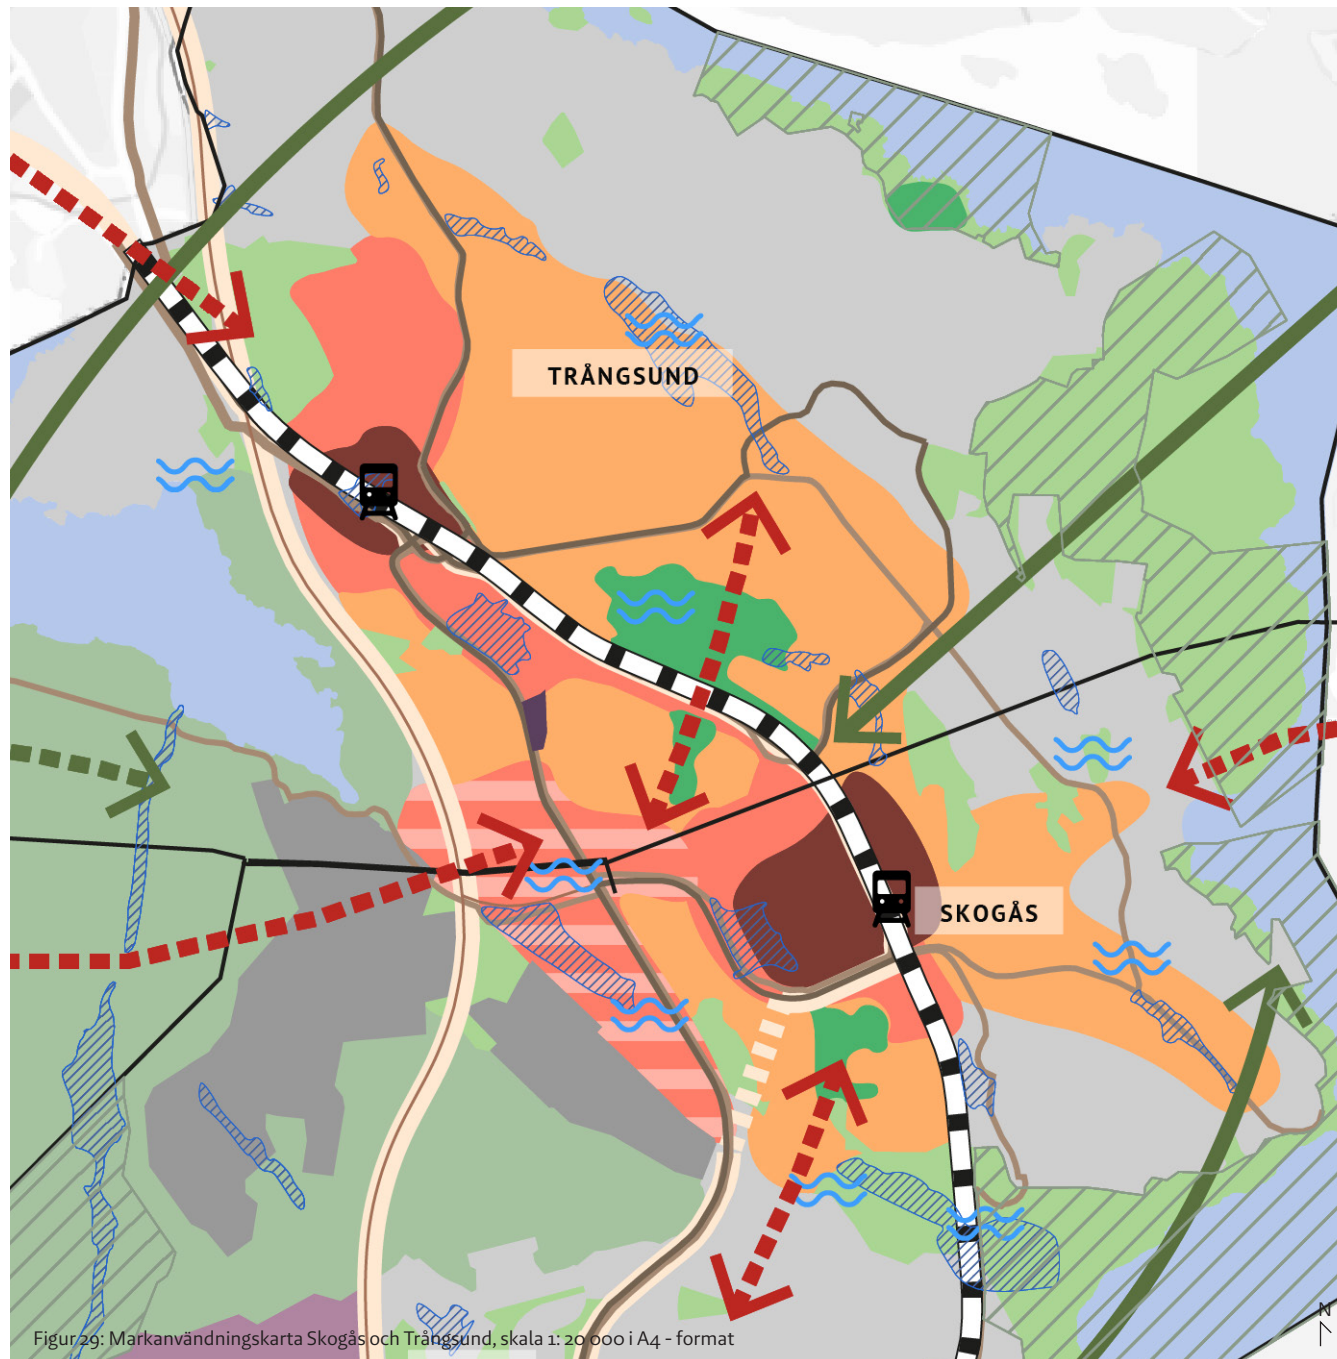 TRÅNGSUND
SKOGÅS
N
Figur 29: Markanvändningskarta Skogås och Trångsund, skala 1: 20 000 i A4 - format